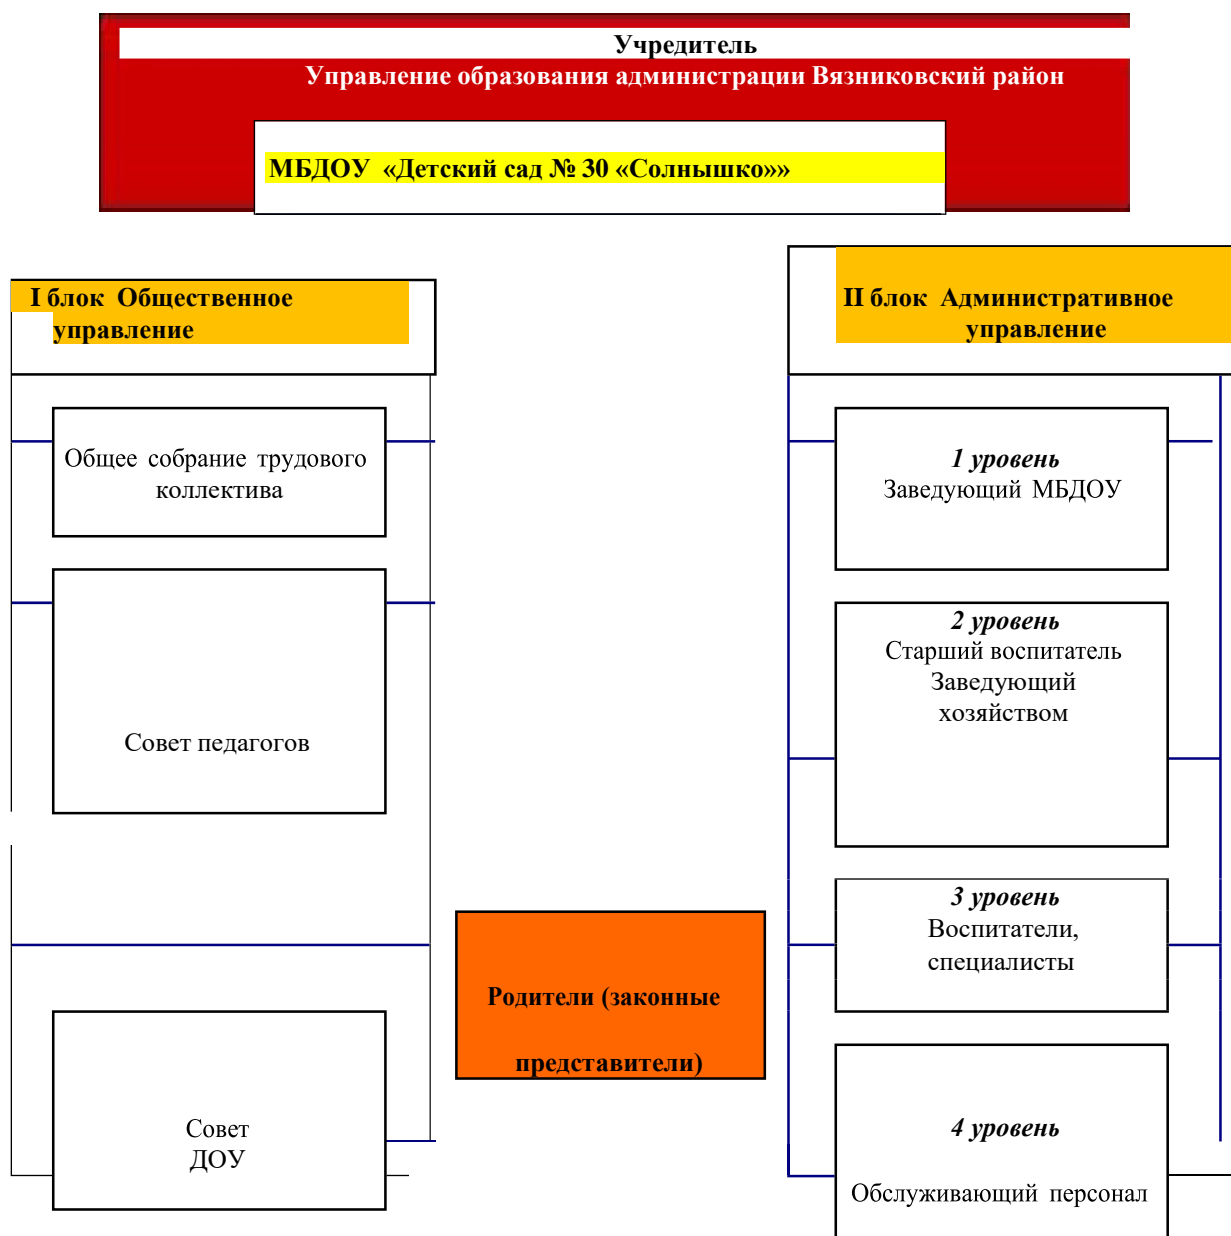 Учредитель
Управление образования администрации Вязниковский район
МБДОУ «Детский сад № 30 «Солнышко»»
I блок Общественное
управление
Общее собрание трудового
коллектива
Совет педагогов
Совет
ДОУ
Родители (законные
представители)
II блок Административное
управление
1 уровень
Заведующий МБДОУ
2 уровень
Старший воспитатель
Заведующий
хозяйством
3 уровень
Воспитатели,
специалисты
4 уровень
Обслуживающий персонал